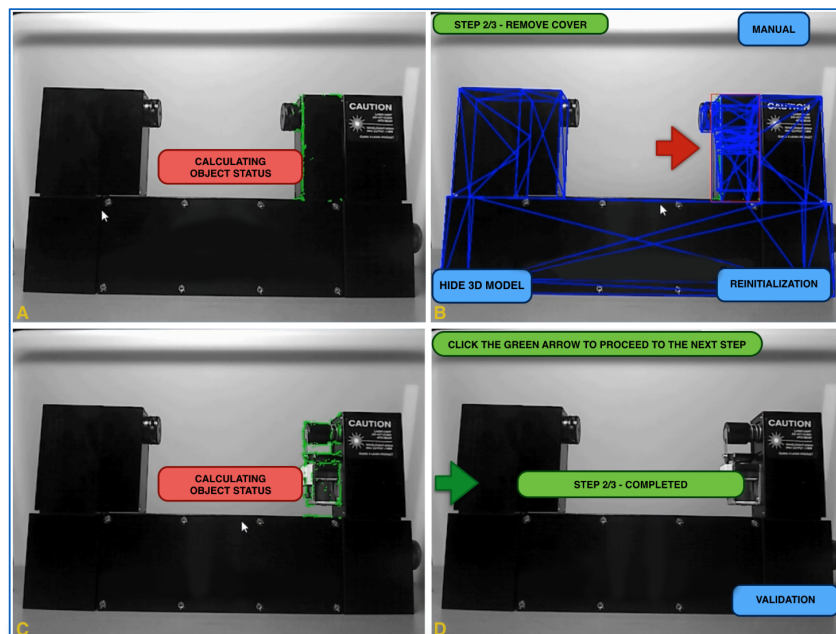 CAUTION
CALCULATING
OBJECT STATUS
A
STEP 2/3 - REMOVE COVER
MANUAL
CAUTION
HIDE 3D MODEL
REINITIALIZATION
B
CAUTION
CALCULATING
OBJECT STATUS
C
CLICK THE GREEN ARROW TO PROCEED TO THE NEXT STEP
CAUTION
STEP 2/3 - COMPLETED
VALIDATION
D